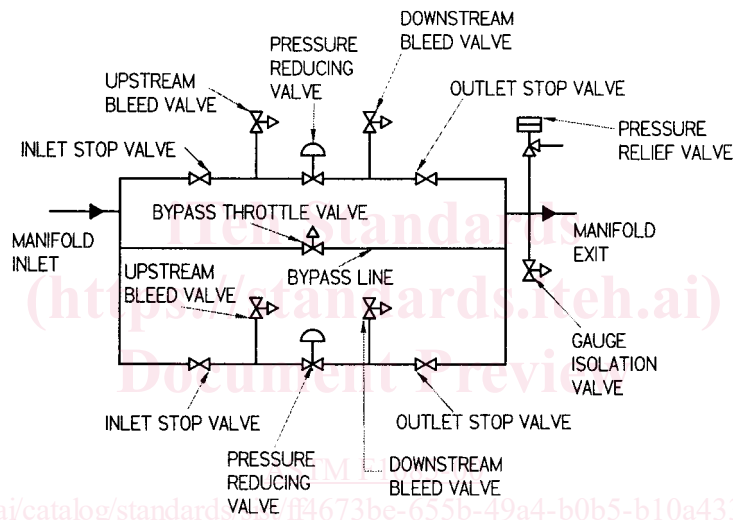 DOWNSTREAM
BLEED VALVE
PRESSURE
REDUCING
VALVE
UPSTREAM
BLEED VALVE
OUTLET STOP VALVE
PRESSURE
RELIEF VALVE
INLET STOP VALVE
BYPASS THROTTLE VALVE
iTeh Standards
MANIFOLD
INLET
MANIFOLD
EXIT
UPSTREAM
BLEED VALVE
BYPASS LINE
(https://standards.iteh.ai)
GAUGE
ISOLATION
VALVE
Document Preview
INLET STOP VALVE
OUTLET STOP VALVE
PRESSURE
REDUCING
VALVE
DOWNSTREAM
BLEED VALVE
ASTM